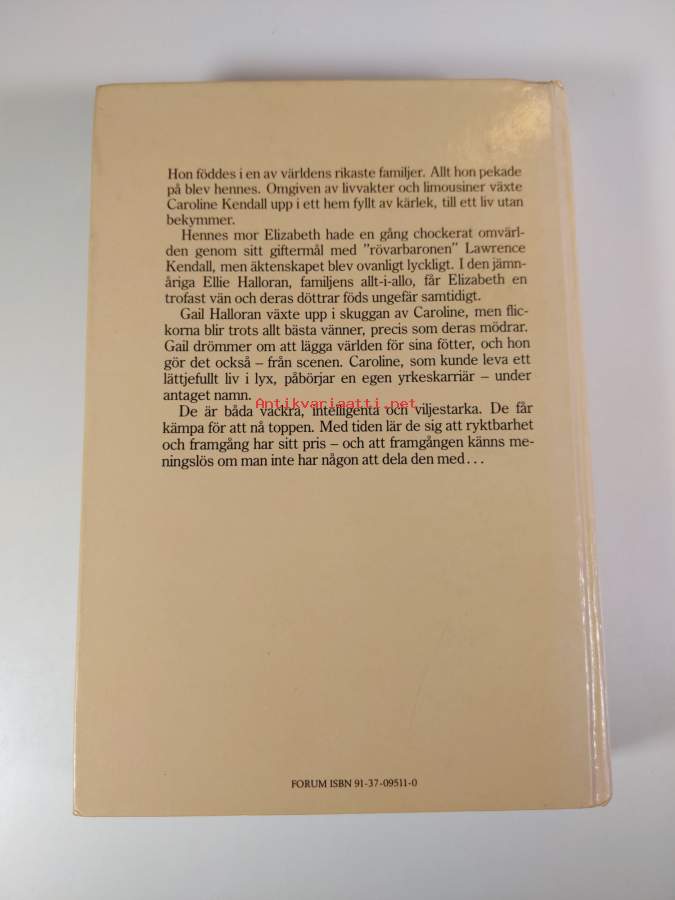 Hon föddes i en av världens rikaste familjer. Allt hon pekade
på blev hennes. Omgiven av livvakter och limousiner växte
Caroline Kendall upp i ett hem fyllt av kärlek, till ett liv utan
bekymmer.
Hennes mor Elizabeth hade en gång chockerat omvärl-
den genom sitt giftermål med "rövarbaronen" Lawrence
Kendall, men äktenskapet blev ovanligt lyckligt. I den jämn-
åriga Ellie Halloran, familjens allt-i-allo, får Elizabeth en
trofast vän och deras döttrar föds ungefär samtidigt.
Gail Halloran växte upp i skuggan av Caroline, men flic-
korna blir trots allt bästa vänner, precis som deras mödrar.
Gail drömmer om att lägga världen för sina fötter, och hon
gör det också – från scenen. Caroline, som kunde leva ett
lättjefullt liv i lyx, påbörjar en egen yrkeskarriär – under
antaget namn.
Antikvariaatti.net
De är båda vackra, intelligenta och viljestarka. De får
kämpa för att nå toppen. Med tiden lär de sig att ryktbarhet
och framgång har sitt pris – och att framgången känns me-
ningslös om man inte har någon att dela den med...
FORUM ISBN 91-37-09511-0